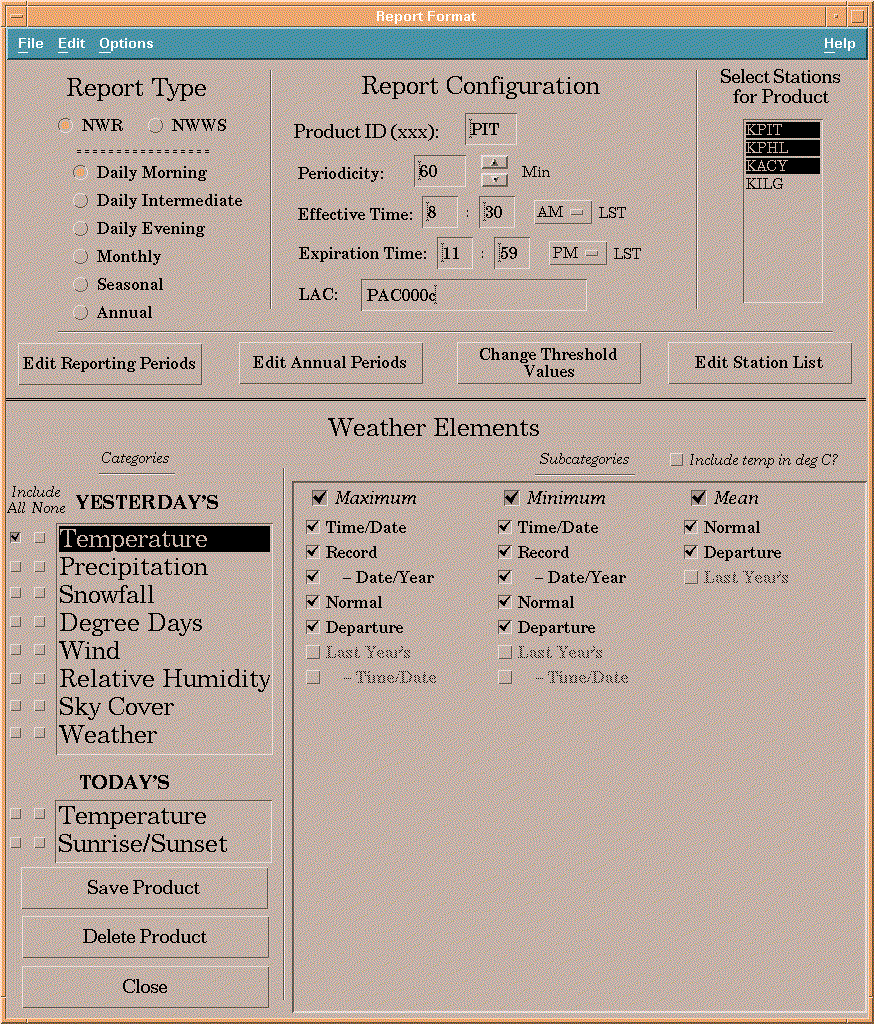 Report Format
File Edit Options Help
Report Type
NWR NWWS
----------------
Daily Morning
Daily Intermediate
Daily Evening
Monthly
Seasonal
Annual
Report Configuration
Product ID (xxx): PIT
Periodicity: 60 Min
Effective Time: 8 : 30 AM LST
Expiration Time: 11 : 59 PM LST
LAC: PAC000c
Select Stations
for Product
KPIT
KPHL
KACY
KILG
Edit Reporting Periods
Edit Annual Periods
Change Threshold
Values
Edit Station List
Weather Elements
Categories
Include
All None
YESTERDAY'S
Temperature
Precipitation
Snowfall
Degree Days
Wind
Relative Humidity
Sky Cover
Weather
TODAY'S
Temperature
Sunrise/Sunset
Save Product
Delete Product
Close
Subcategories
Include temp in deg C?
Maximum
Time/Date
Record
– Date/Year
Normal
Departure
Last Year's
– Time/Date
Minimum
Time/Date
Record
– Date/Year
Normal
Departure
Last Year's
– Time/Date
Mean
Normal
Departure
Last Year's